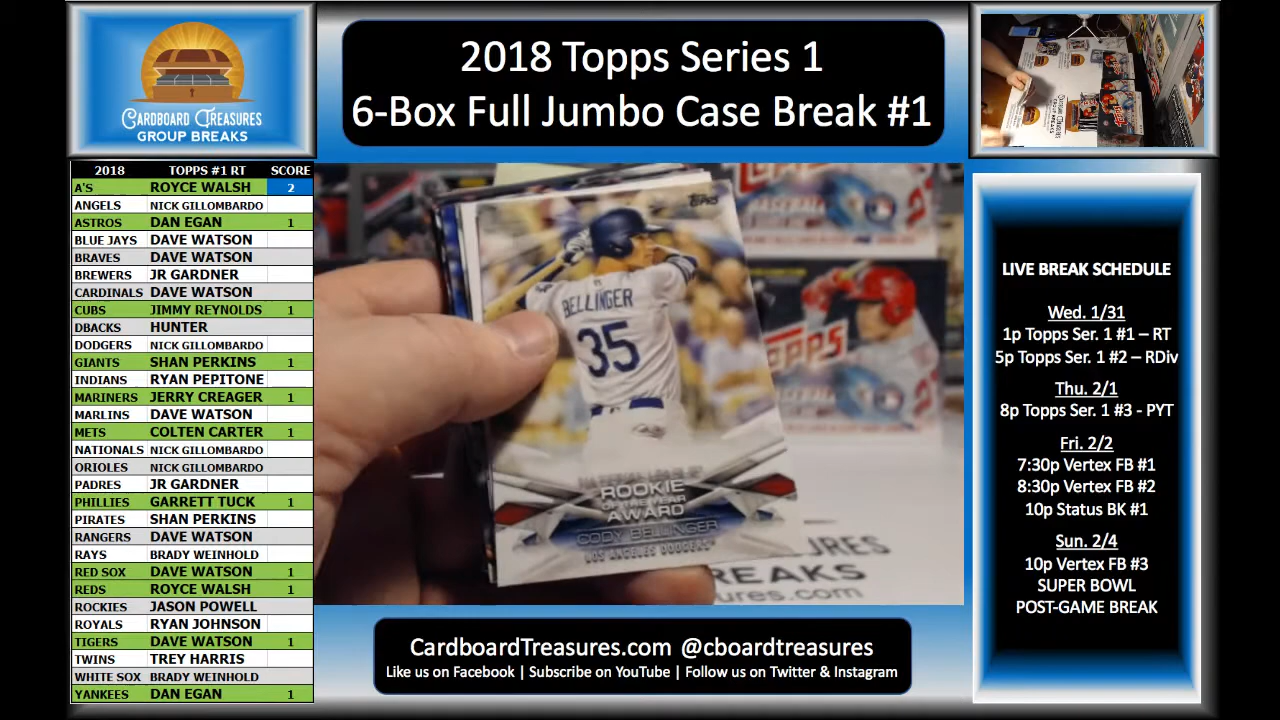 2018 Topps Series 1
6-Box Full Jumbo Case Break #1
CARDBOARD TREASURES
GROUP BREAKS
2018 TOPPS #1 RT SCORE
A'S ROYCE WALSH 2
ANGELS NICK GILLOMBARDO
ASTROS DAN EGAN 1
BLUE JAYS DAVE WATSON
BRAVES DAVE WATSON
BREWERS JR GARDNER
CARDINALS DAVE WATSON
CUBS JIMMY REYNOLDS 1
DBACKS HUNTER
DODGERS NICK GILLOMBARDO
GIANTS SHAN PERKINS 1
INDIANS RYAN PEPITONE
MARINERS JERRY CREAGER 1
MARLINS DAVE WATSON
METS COLTEN CARTER 1
NATIONALS NICK GILLOMBARDO
ORIOLES NICK GILLOMBARDO
PADRES JR GARDNER
PHILLIES GARRETT TUCK 1
PIRATES SHAN PERKINS
RANGERS DAVE WATSON
RAYS BRADY WEINHOLD
RED SOX DAVE WATSON 1
REDS ROYCE WALSH 1
ROCKIES JASON POWELL
ROYALS RYAN JOHNSON
TIGERS DAVE WATSON 1
TWINS TREY HARRIS
WHITE SOX BRADY WEINHOLD
YANKEES DAN EGAN 1
TOPPS
BELLINGER
35
ROOKIE
OF THE YEAR
AWARD
CODY BELLINGER
LOS ANGELES DODGERS
TOPPS
BASEBALL
TOPPS
BREAKS
LIVE BREAK SCHEDULE
Wed. 1/31
1p Topps Ser. 1 #1 – RT
5p Topps Ser. 1 #2 – RDiv
Thu. 2/1
8p Topps Ser. 1 #3 - PYT
Fri. 2/2
7:30p Vertex FB #1
8:30p Vertex FB #2
10p Status BK #1
Sun. 2/4
10p Vertex FB #3
SUPER BOWL
POST-GAME BREAK
CardboardTreasures.com @cboardtreasures
Like us on Facebook | Subscribe on YouTube | Follow us on Twitter & Instagram